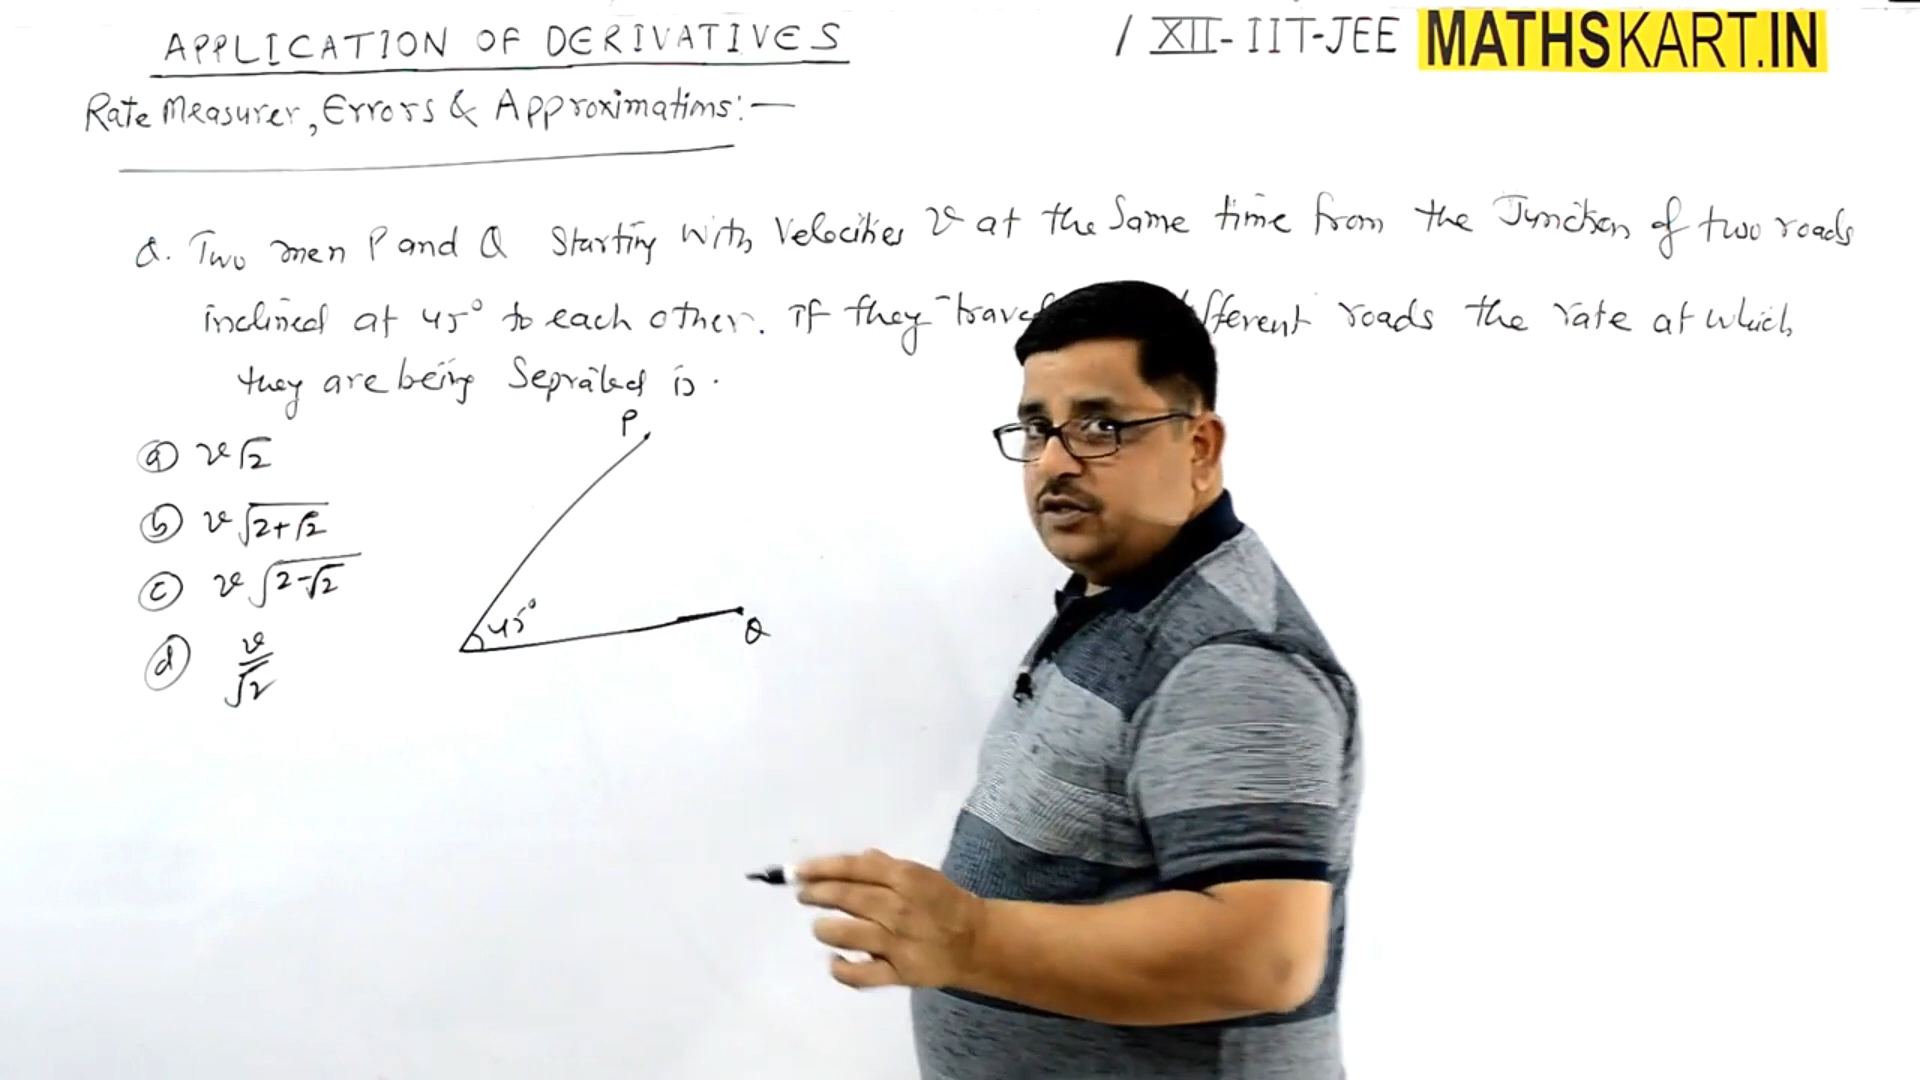 APPLICATION OF DERIVATIVES
/ XII- IIT-JEE MATHSKART.IN
Rate Measurer, Errors & Approximations:—
Q. Two men P and Q starting with velocities v at the same time from the Junction of two roads
inclined at 45° to each other. If they fferent roads the rate at which
they are being Seprated is.
(a) v√2
(b) v√(2+√2)
(c) v√(2-√2)
(d) v/√2
P
45°
Q